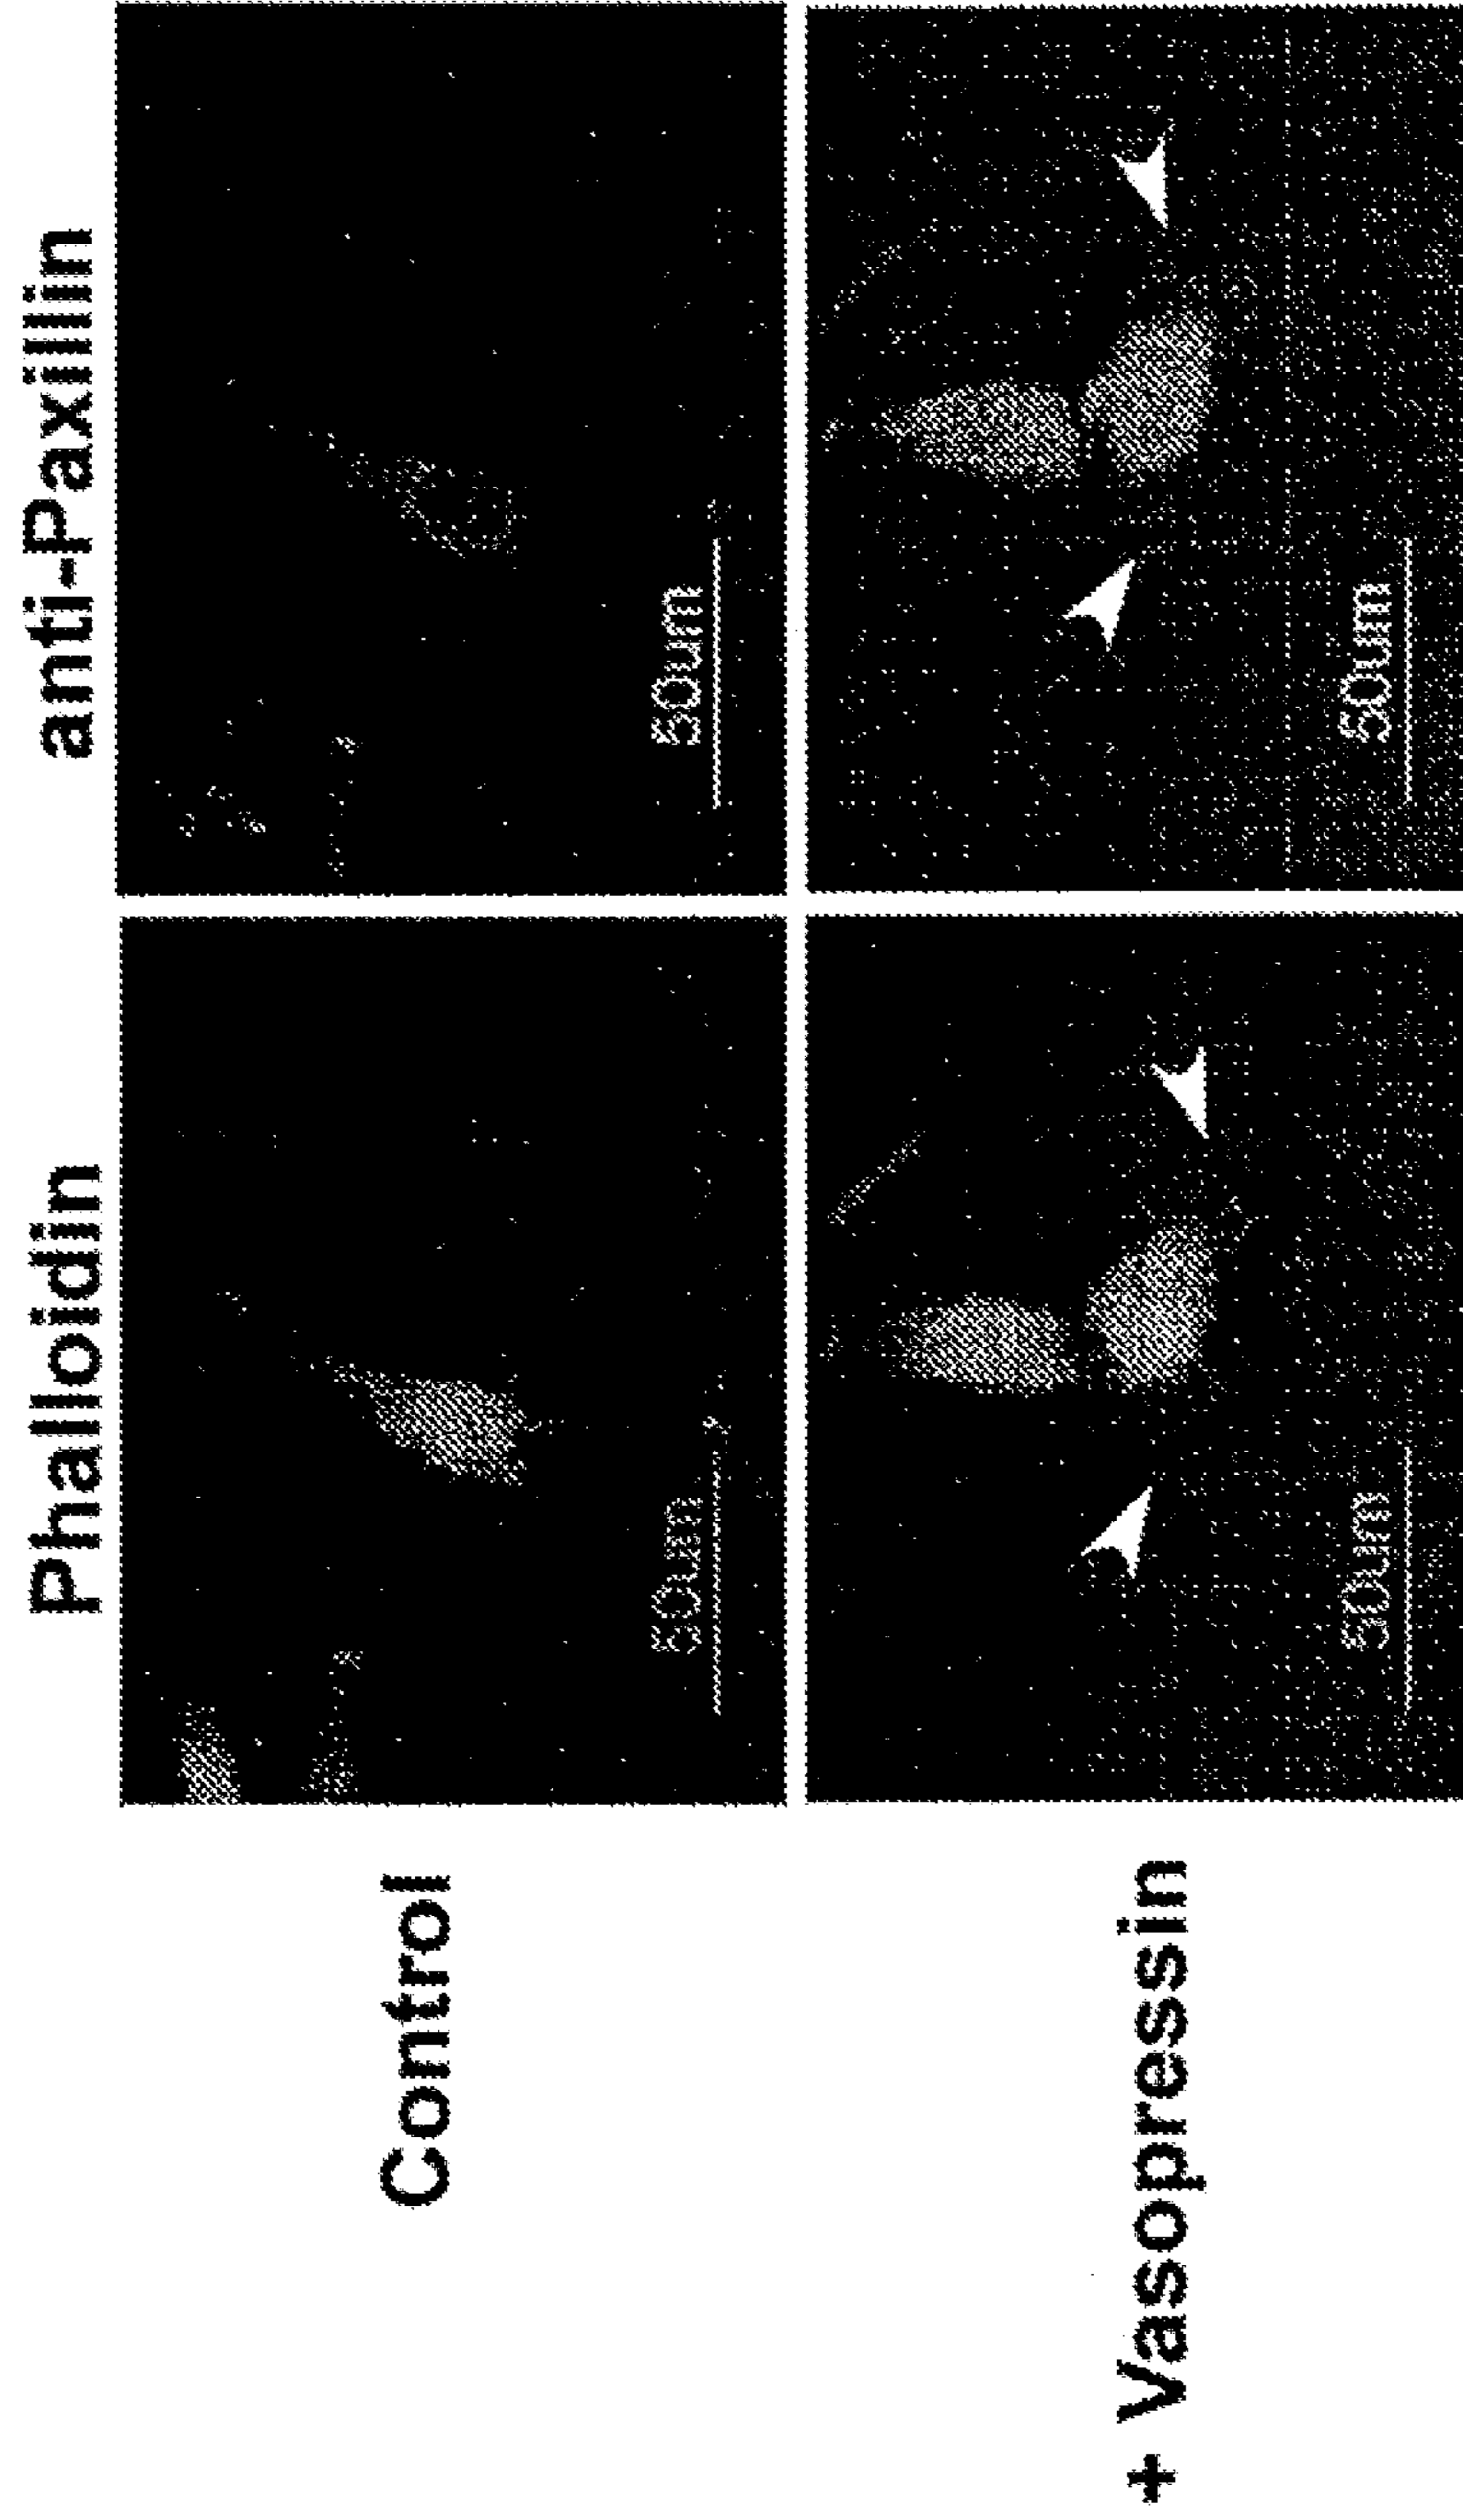 Phalloidin
anti-Paxillin
Control
50um
50um
+ Vasopressin
50um
50um